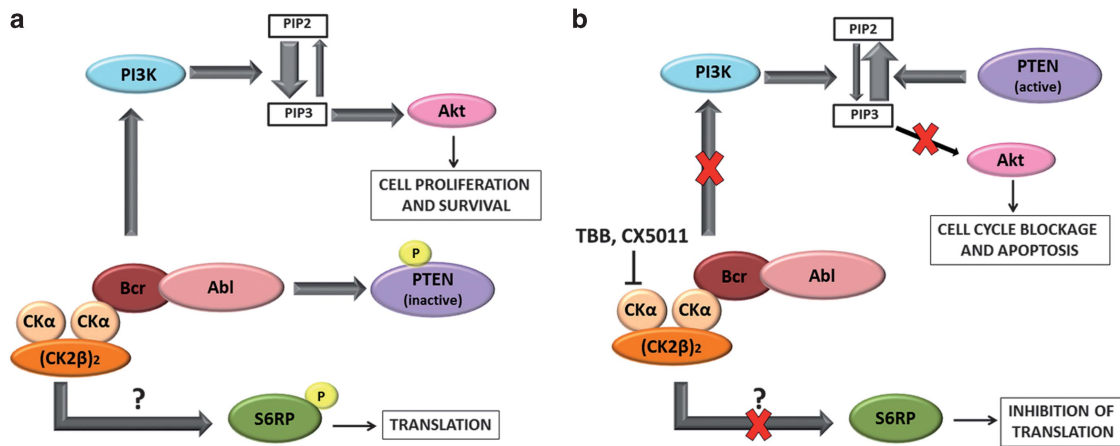 a
PIP2
PI3K
PIP3
Akt
CELL PROLIFERATION
AND SURVIVAL
P
Bcr
Abl
PTEN
(inactive)
CKα
CKα
(CK2β)2
?
P
S6RP
TRANSLATION
b
PIP2
PI3K
PTEN
(active)
PIP3
Akt
CELL CYCLE BLOCKAGE
AND APOPTOSIS
TBB, CX5011
Bcr
Abl
CKα
CKα
(CK2β)2
?
S6RP
INHIBITION OF
TRANSLATION